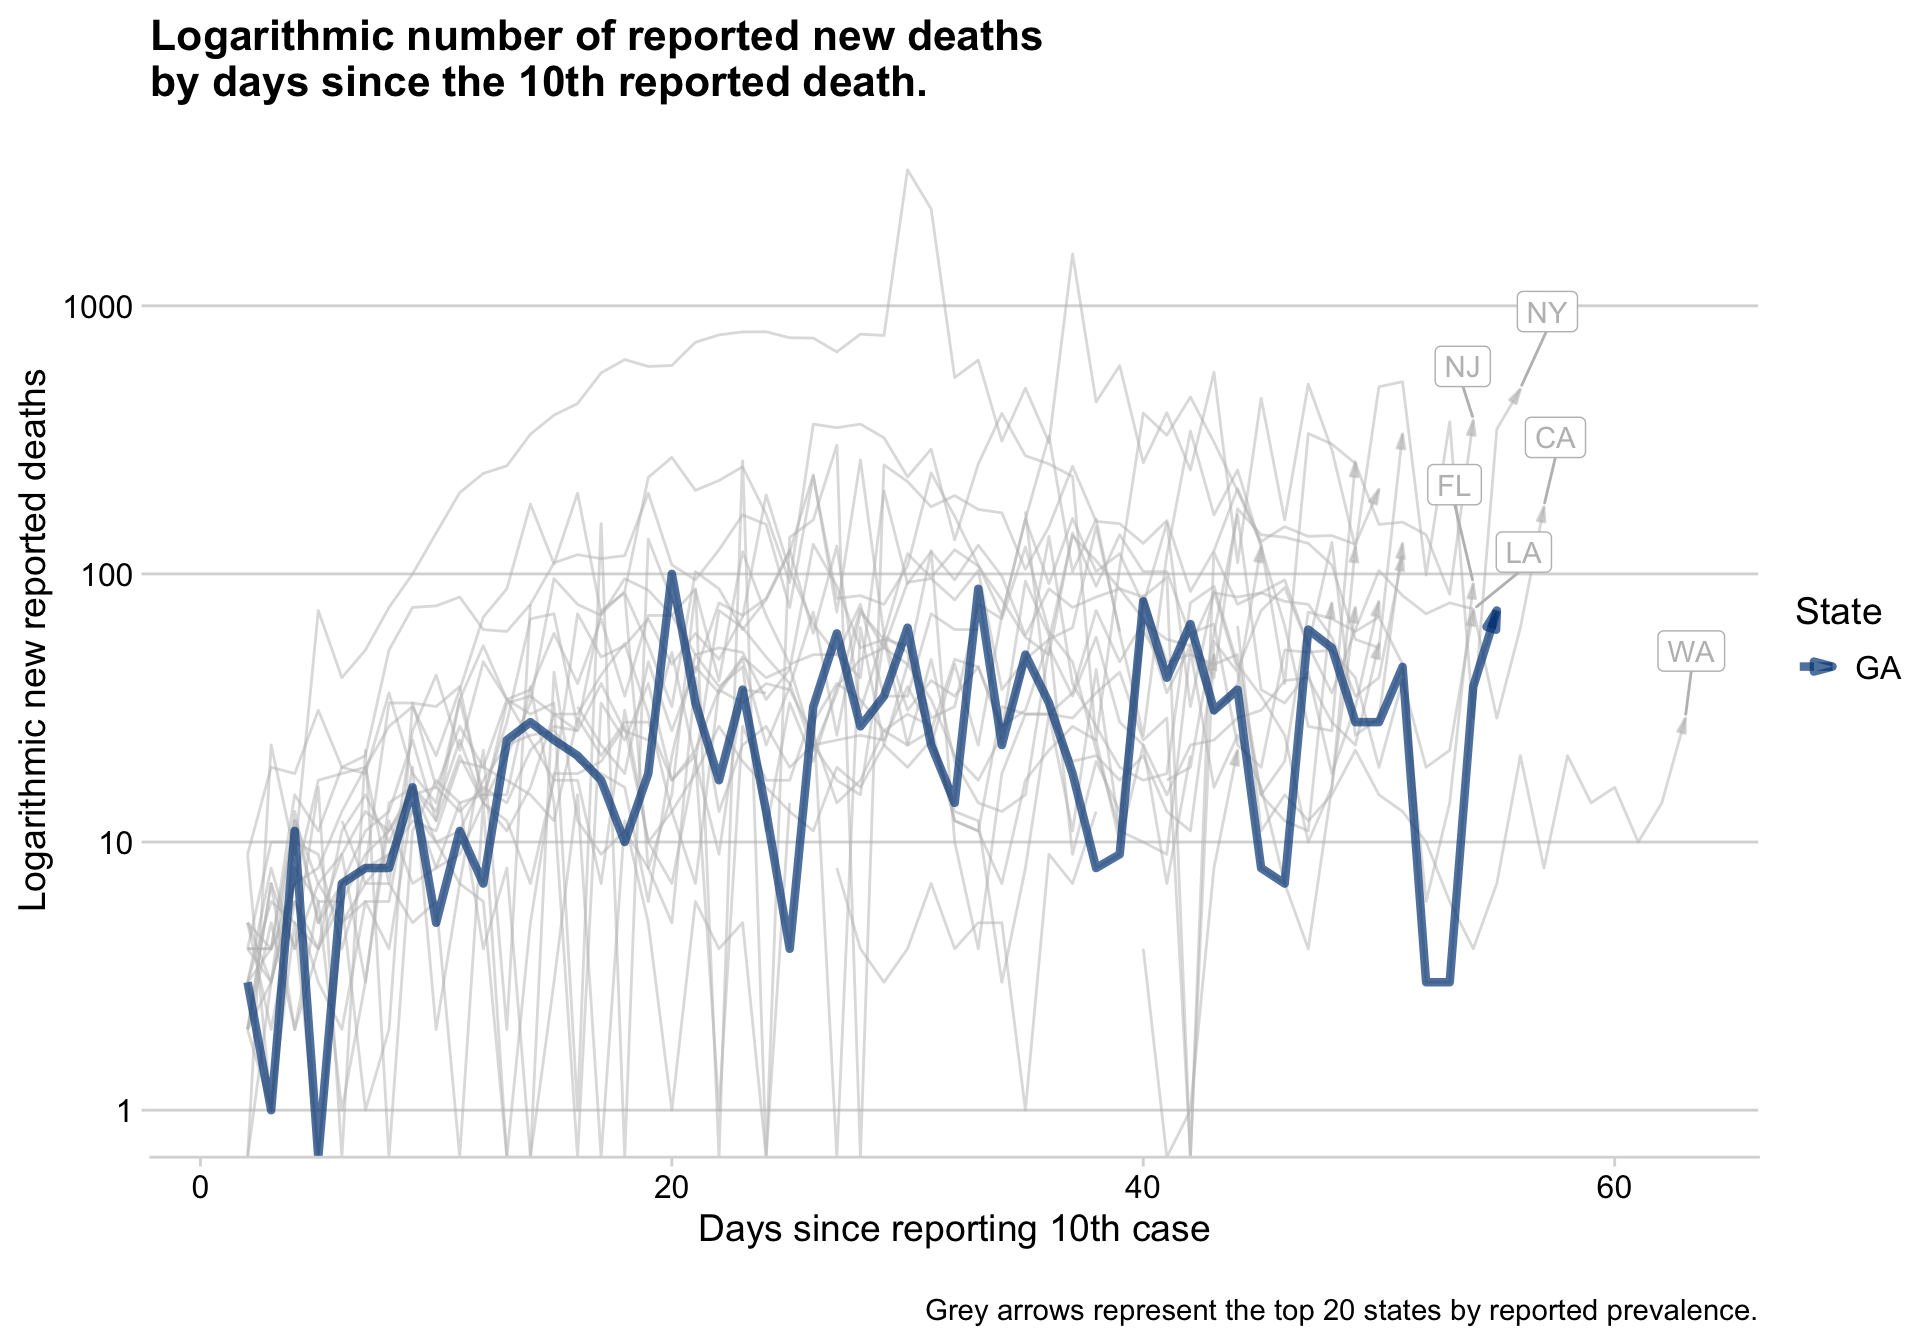 Logarithmic number of reported new deaths
by days since the 10th reported death.
Logarithmic new reported deaths
1000
100
10
1
NY
NJ
CA
FL
LA
WA
State
GA
0 20 40 60
Days since reporting 10th case
Grey arrows represent the top 20 states by reported prevalence.